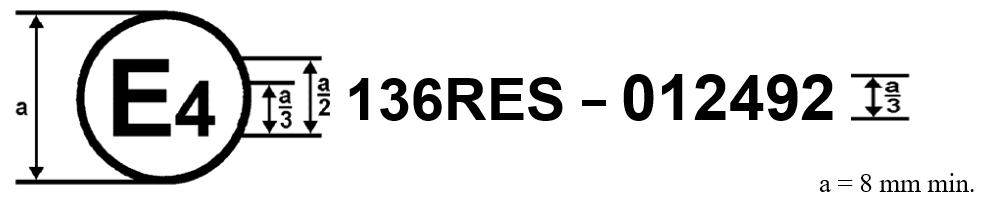 a E4 a/3 a/2 136RES – 012492 a/3
a = 8 mm min.